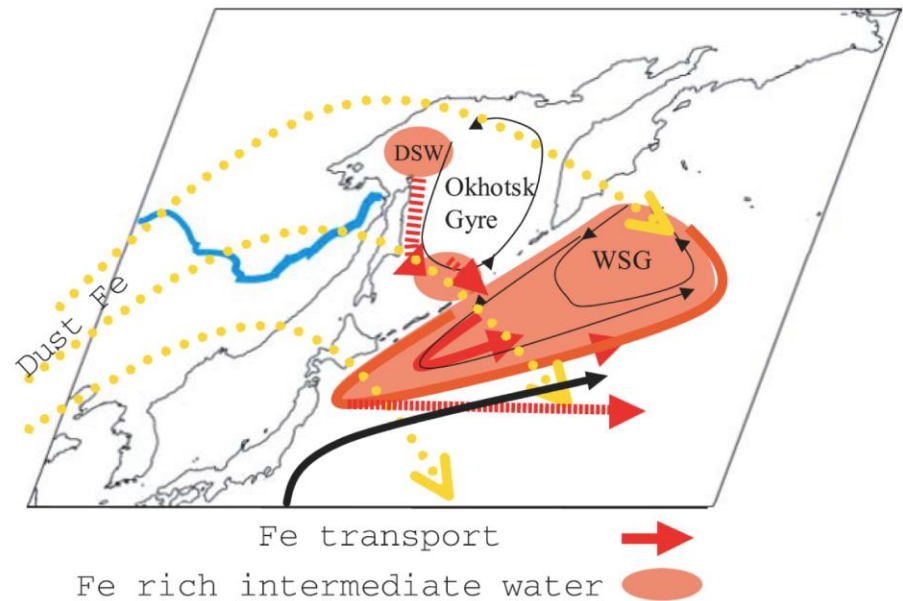 DSW
Okhotsk
Gyre
WSG
Dust Fe
Fe transport
Fe rich intermediate water